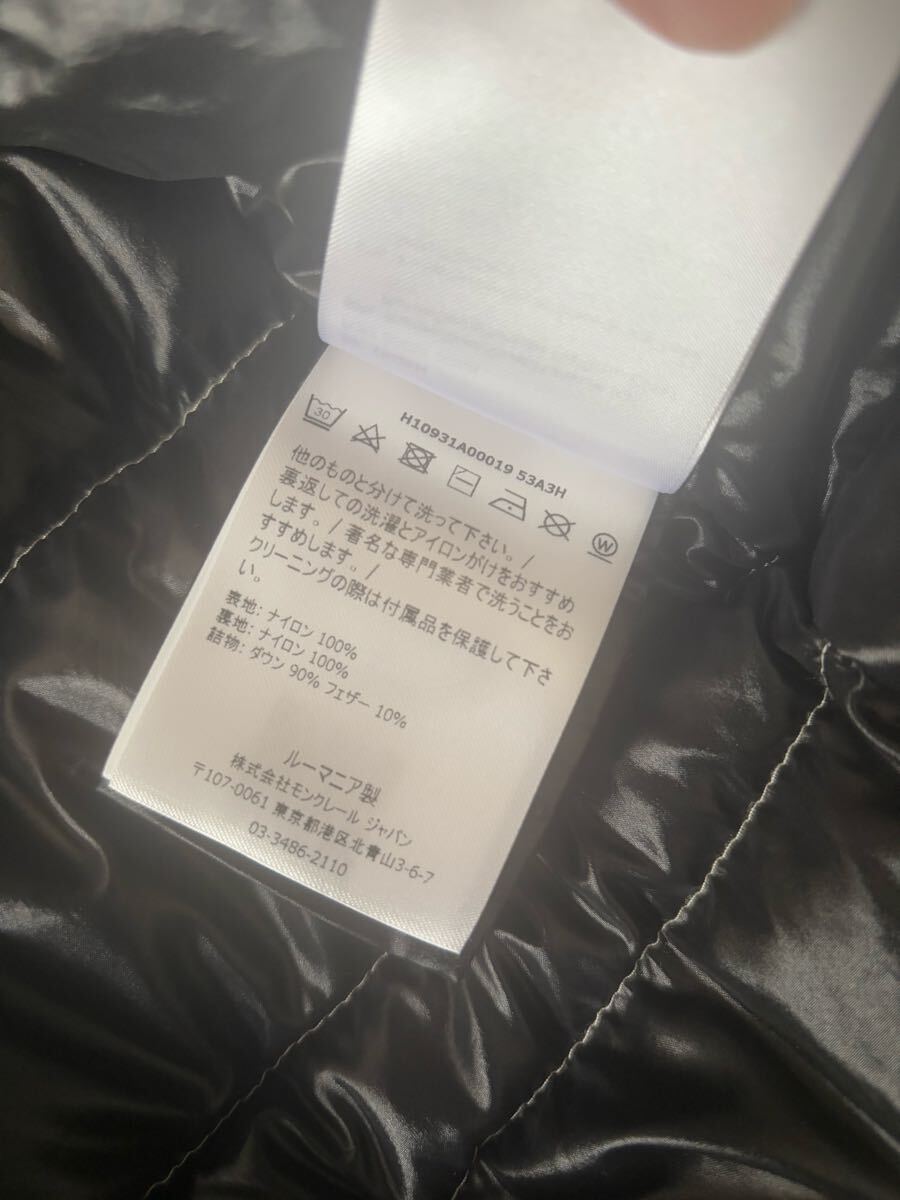 H10931A00019 53A3H
30
W
他のものと分けて洗って下さい。/
裏返しての洗濯とアイロンがけをおすすめ
します。/ 著名な専門業者で洗うことをお
すすめします。/
クリーニングの際は付属品を保護して下さ
い。
表地: ナイロン 100%
裏地: ナイロン 100%
詰物: ダウン 90% フェザー 10%
ルーマニア製
株式会社モンクレール ジャパン
〒107-0061 東京都港区北青山3-6-7
03-3486-2110